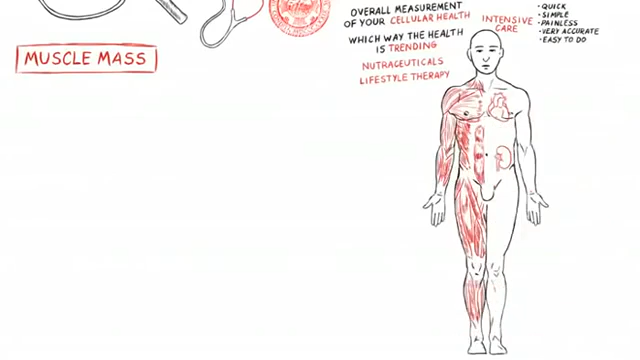 OVERALL MEASUREMENT
OF YOUR CELLULAR HEALTH
WHICH WAY THE HEALTH
IS TRENDING
NUTRACEUTICALS
LIFESTYLE THERAPY
INTENSIVE
CARE
· QUICK
· SIMPLE
· PAINLESS
· VERY ACCURATE
· EASY TO DO
MUSCLE MASS